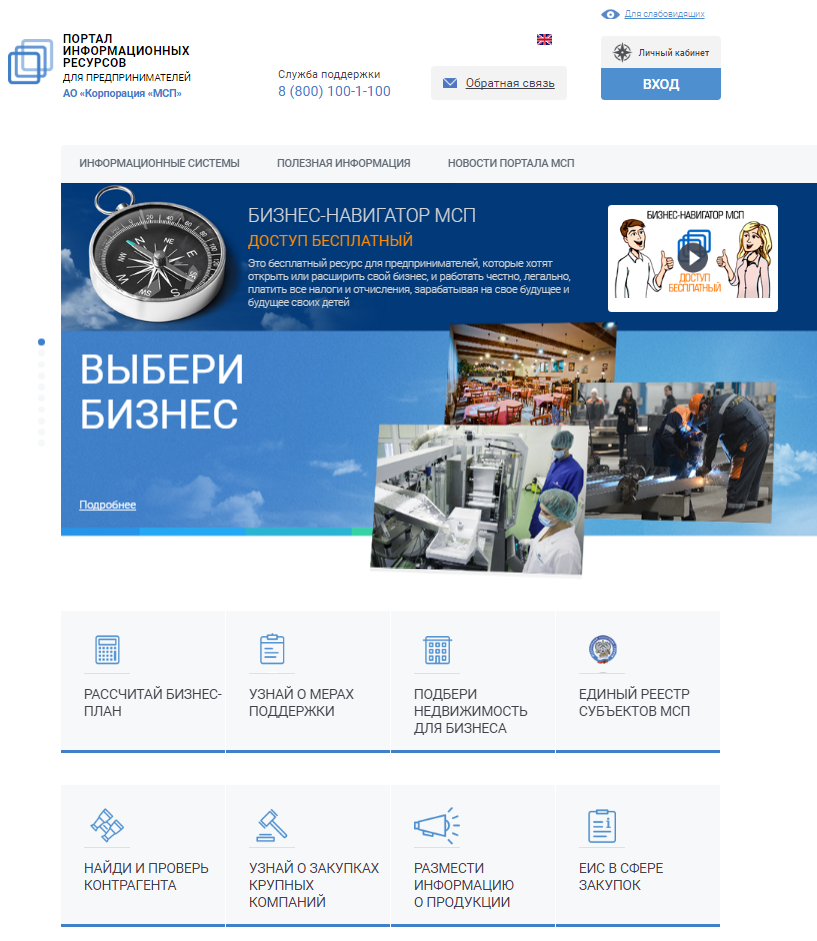 Для слабовидящих
ПОРТАЛ
ИНФОРМАЦИОННЫХ
РЕСУРСОВ
ДЛЯ ПРЕДПРИНИМАТЕЛЕЙ
АО «Корпорация «МСП»
Служба поддержки
8 (800) 100-1-100
Обратная связь
Личный кабинет
ВХОД
ИНФОРМАЦИОННЫЕ СИСТЕМЫ
ПОЛЕЗНАЯ ИНФОРМАЦИЯ
НОВОСТИ ПОРТАЛА МСП
БИЗНЕС-НАВИГАТОР МСП
ДОСТУП БЕСПЛАТНЫЙ
Это бесплатный ресурс для предпринимателей, которые хотят
открыть или расширить свой бизнес, и работать честно, легально,
платить все налоги и отчисления, зарабатывая на свое будущее и
будущее своих детей
БИЗНЕС-НАВИГАТОР МСП
ДОСТУП
БЕСПЛАТНЫЙ
N
NE
E
W
NW
SW
ВЫБЕРИ
БИЗНЕС
Подробнее
РАССЧИТАЙ БИЗНЕС-
ПЛАН
УЗНАЙ О МЕРАХ
ПОДДЕРЖКИ
ПОДБЕРИ
НЕДВИЖИМОСТЬ
ДЛЯ БИЗНЕСА
ЕДИНЫЙ РЕЕСТР
СУБЪЕКТОВ МСП
НАЙДИ И ПРОВЕРЬ
КОНТРАГЕНТА
УЗНАЙ О ЗАКУПКАХ
КРУПНЫХ
КОМПАНИЙ
РАЗМЕСТИ
ИНФОРМАЦИЮ
О ПРОДУКЦИИ
ЕИС В СФЕРЕ
ЗАКУПОК